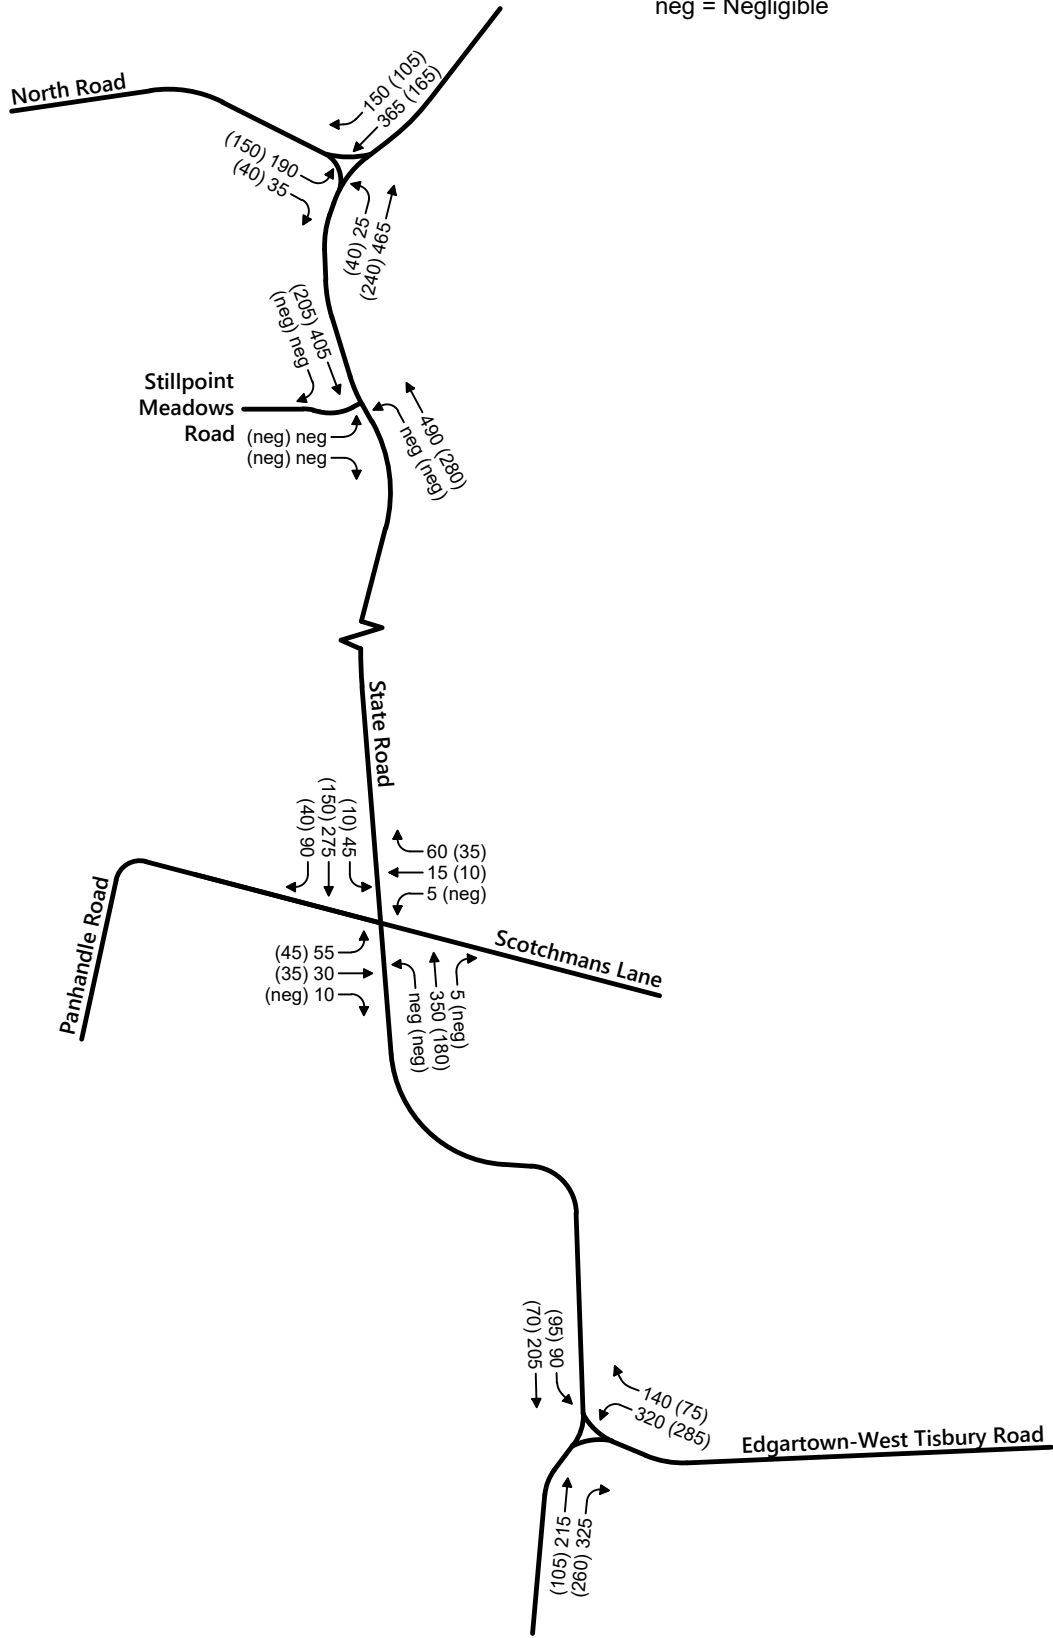 neg = Negligible
North Road
150 (105)
365 (165)
(150) 190
(40) 35
(40) 25
(240) 465
(205) 405
(neg) neg
Stillpoint
Meadows
Road
(neg) neg
(neg) neg
490 (280)
neg (neg)
State Road
(10) 45
(150) 275
(40) 90
60 (35)
15 (10)
5 (neg)
Panhandle Road
Scotchmans Lane
(45) 55
(35) 30
(neg) 10
5 (neg)
350 (180)
neg (neg)
(95) 90
(70) 205
140 (75)
320 (285)
Edgartown-West Tisbury Road
(105) 215
(260) 325